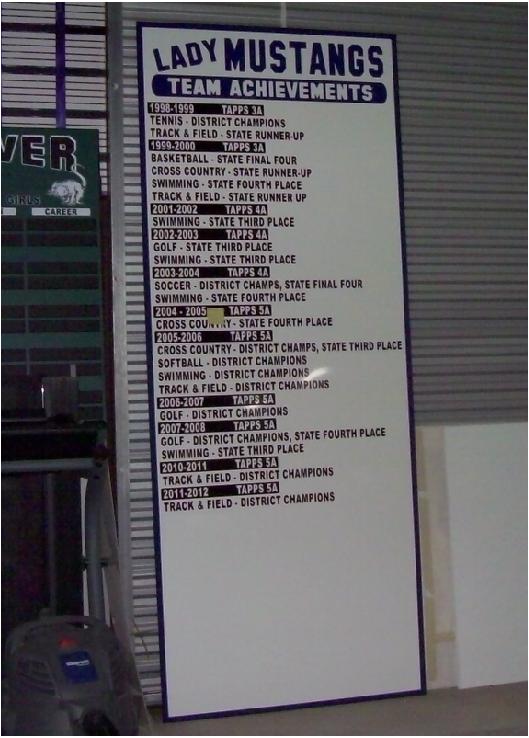 LADY MUSTANGS
TEAM ACHIEVEMENTS
1998-1999 TAPPS 3A
TENNIS - DISTRICT CHAMPIONS
TRACK & FIELD - STATE RUNNER-UP
1999-2000 TAPPS 3A
BASKETBALL - STATE FINAL FOUR
CROSS COUNTRY - STATE RUNNER-UP
SWIMMING - STATE FOURTH PLACE
TRACK & FIELD - STATE RUNNER UP
2001-2002 TAPPS 4A
SWIMMING - STATE THIRD PLACE
2002-2003 TAPPS 4A
GOLF - STATE THIRD PLACE
SWIMMING - STATE THIRD PLACE
2003-2004 TAPPS 4A
SOCCER - DISTRICT CHAMPS, STATE FINAL FOUR
SWIMMING - STATE FOURTH PLACE
2004 - 2005 TAPPS 5A
CROSS COUNTRY - STATE FOURTH PLACE
2005-2006 TAPPS 5A
CROSS COUNTRY - DISTRICT CHAMPS, STATE THIRD PLACE
SOFTBALL - DISTRICT CHAMPIONS
SWIMMING - DISTRICT CHAMPIONS
TRACK & FIELD - DISTRICT CHAMPIONS
2006-2007 TAPPS 5A
GOLF - DISTRICT CHAMPIONS
2007-2008 TAPPS 5A
GOLF - DISTRICT CHAMPIONS, STATE FOURTH PLACE
SWIMMING - STATE THIRD PLACE
2010-2011 TAPPS 5A
TRACK & FIELD - DISTRICT CHAMPIONS
2011-2012 TAPPS 5A
TRACK & FIELD - DISTRICT CHAMPIONS
VER
GIRLS
CAREER